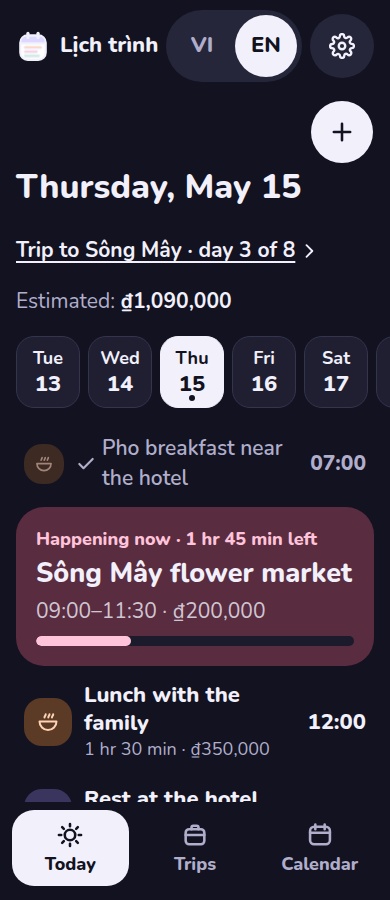 Lịch trình
VI
EN
Thursday, May 15
Trip to Sông Mây · day 3 of 8
Estimated: ₫1,090,000
Tue
13
Wed
14
Thu
15
Fri
16
Sat
17
Pho breakfast near
the hotel
07:00
Happening now · 1 hr 45 min left
Sông Mây flower market
09:00–11:30 · ₫200,000
Lunch with the
family
1 hr 30 min · ₫350,000
12:00
Rest at the hotel
Today
Trips
Calendar